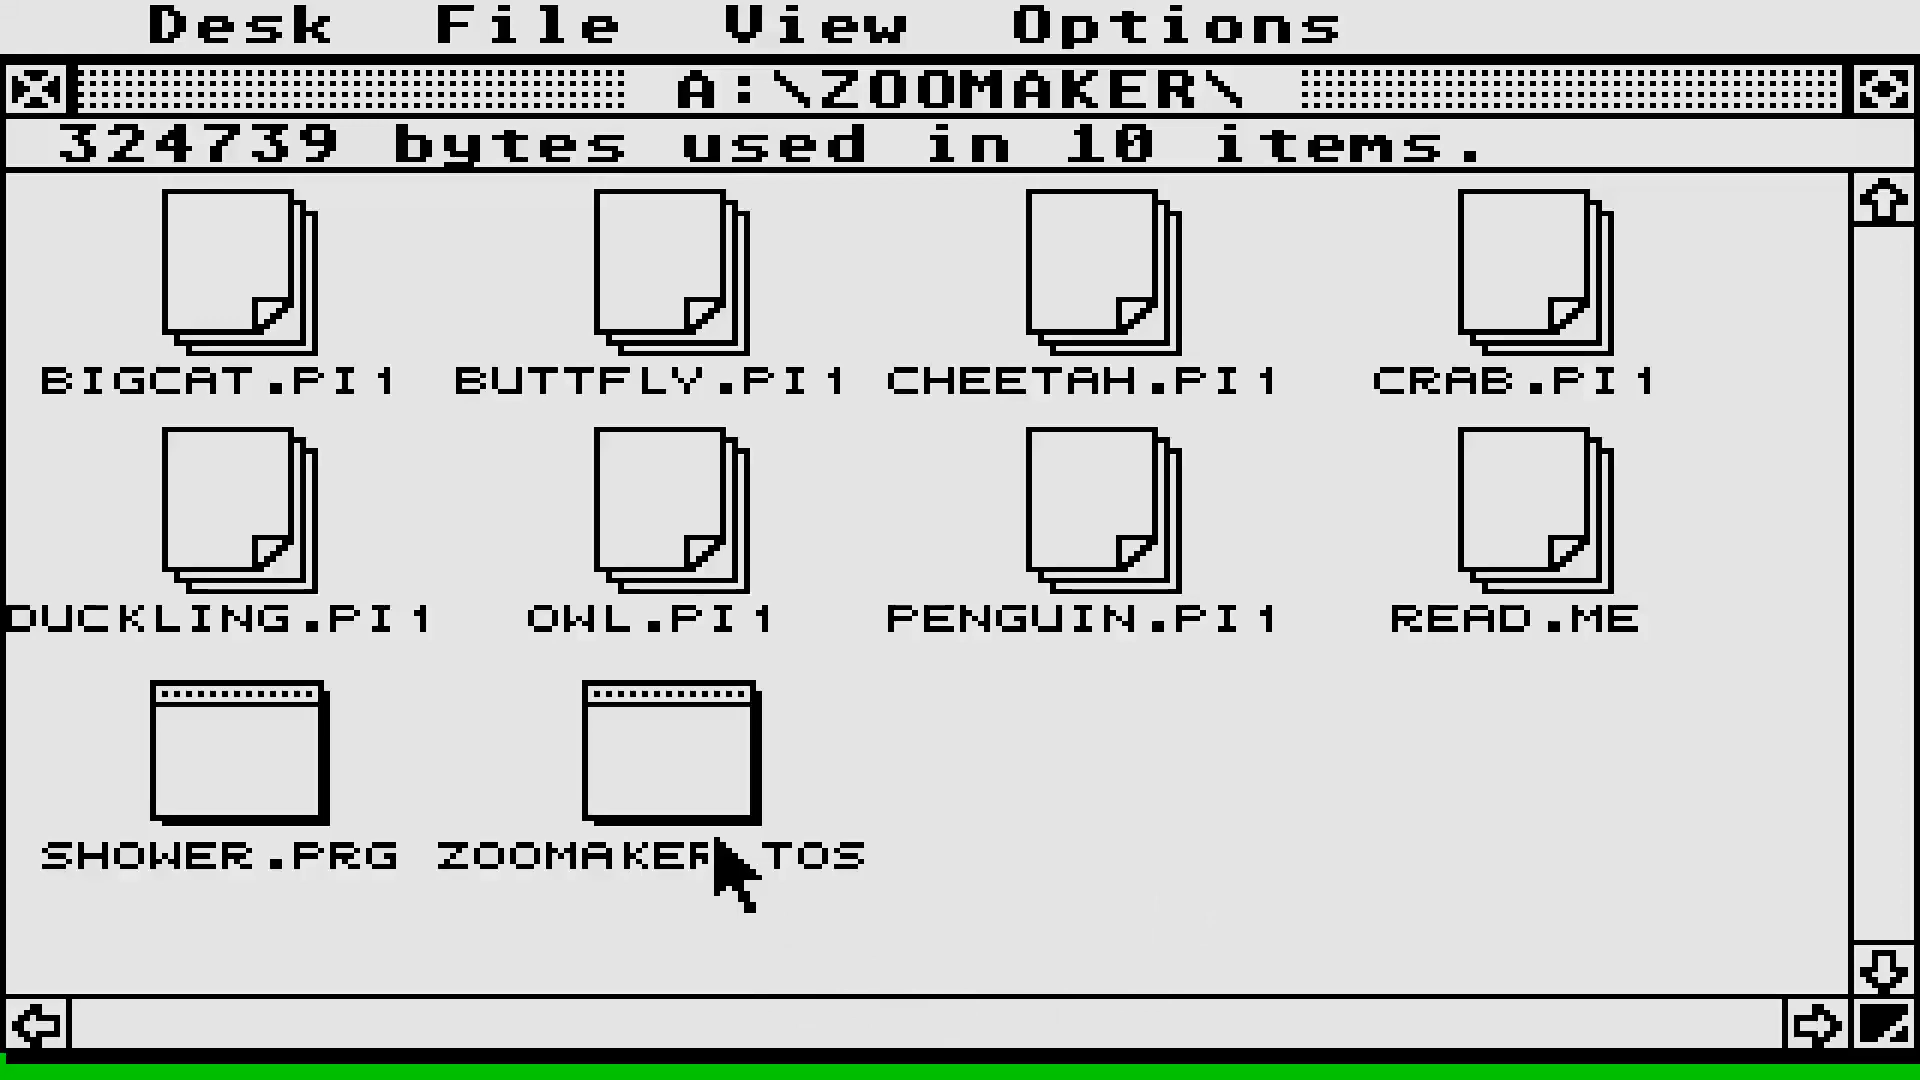 Desk File View Options
A:\ZOOMAKER\
324739 bytes used in 10 items.
BIGCAT.PI1 BUTTFLY.PI1 CHEETAH.PI1 CRAB.PI1
DUCKLING.PI1 OWL.PI1 PENGUIN.PI1 READ.ME
SHOWER.PRG ZOOMAKER.TOS